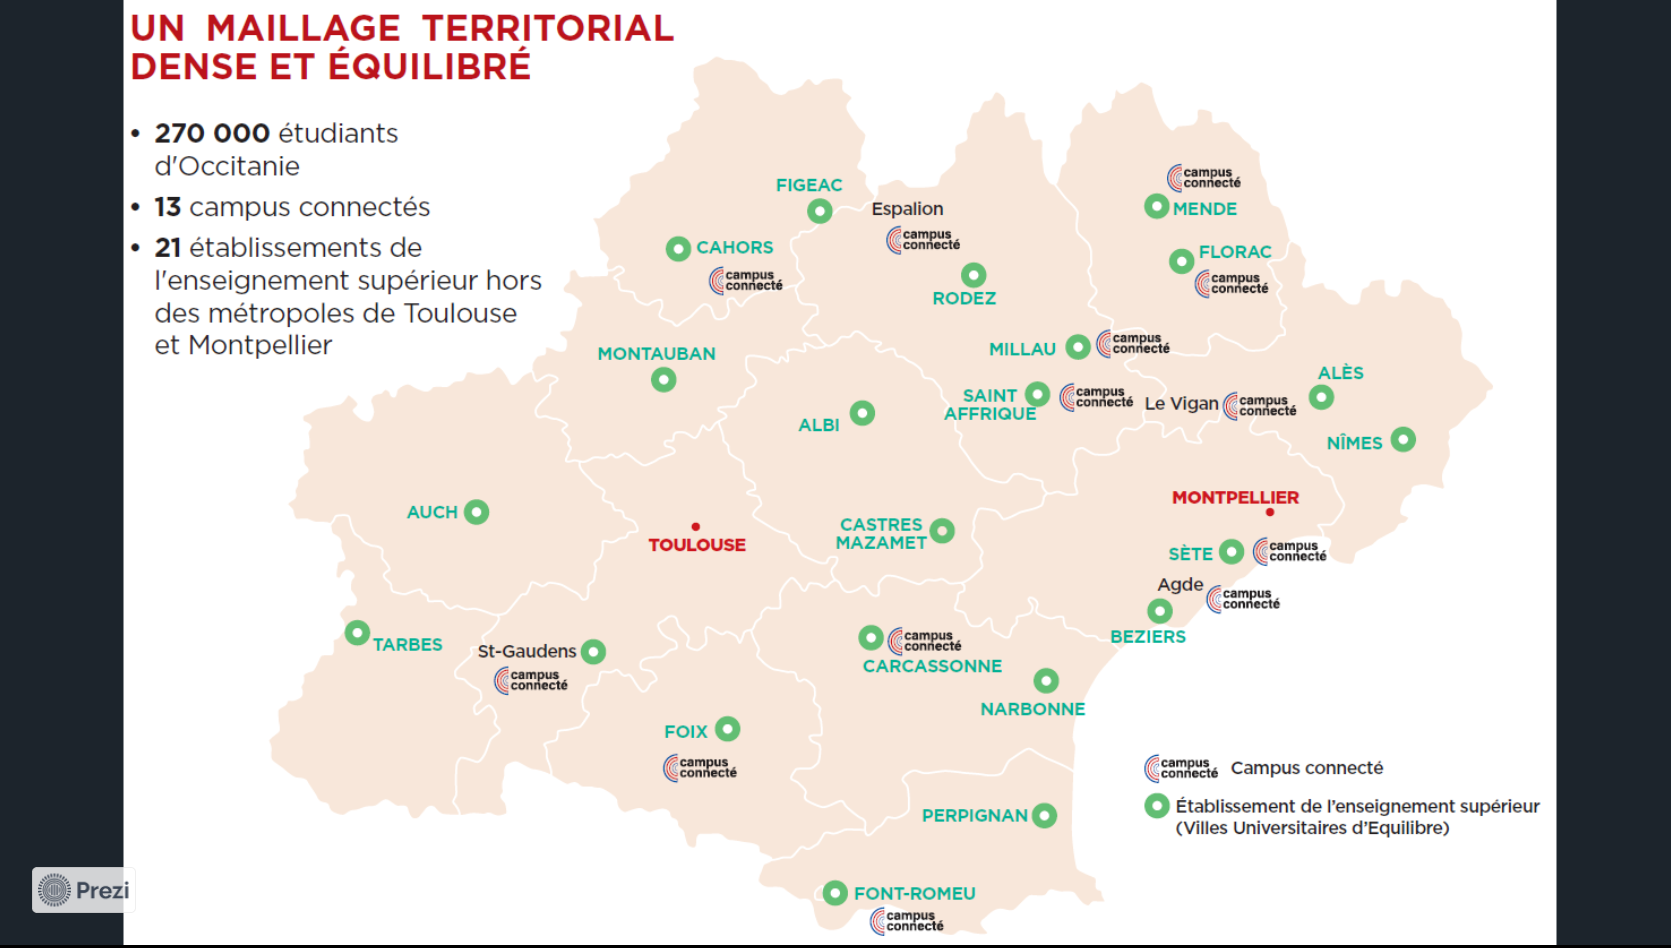 UN MAILLAGE TERRITORIAL
DENSE ET ÉQUILIBRÉ
• 270 000 étudiants
d'Occitanie
• 13 campus connectés
• 21 établissements de
l'enseignement supérieur hors
des métropoles de Toulouse
et Montpellier
campus
connecté
MENDE
FIGEAC
Espalion
campus
connecté
CAHORS
campus
connecté
FLORAC
campus
connecté
RODEZ
MILLAU
campus
connecté
MONTAUBAN
ALÈS
SAINT
AFFRIQUE
campus
connecté
Le Vigan
campus
connecté
ALBI
NÎMES
MONTPELLIER
AUCH
CASTRES
MAZAMET
TOULOUSE
SÈTE
campus
connecté
Agde
campus
connecté
BEZIERS
TARBES
St-Gaudens
campus
connecté
campus
connecté
CARCASSONNE
NARBONNE
FOIX
campus
connecté
campus
connecté
Campus connecté
Établissement de l'enseignement supérieur
(Villes Universitaires d'Equilibre)
PERPIGNAN
FONT-ROMEU
campus
connecté
Prezi